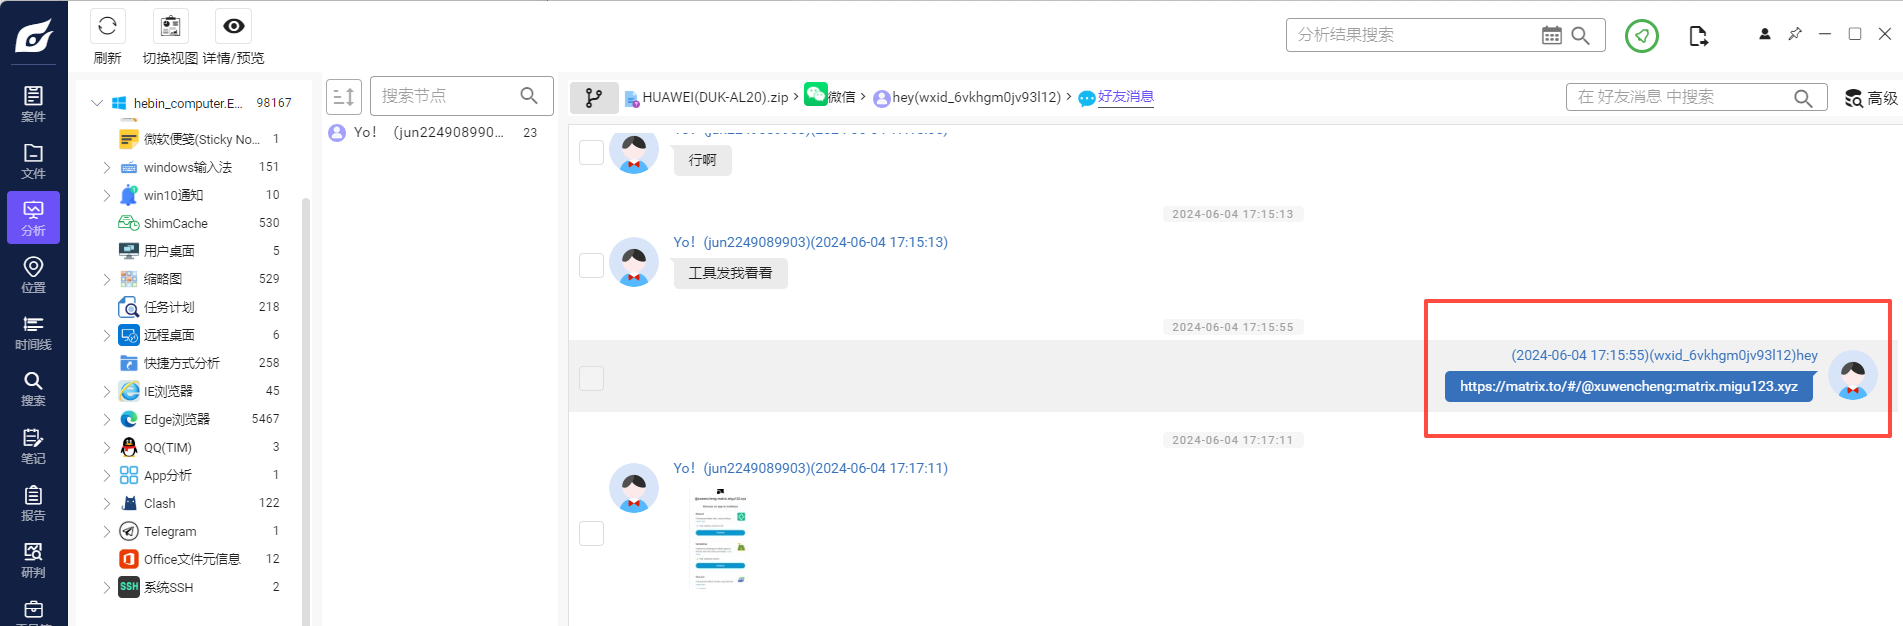 刷新
切换视图
详情/预览
分析结果搜索
案件
文件
分析
位置
时间线
搜索
笔记
报告
研判
hebin_computer.E... 98167
微软便笺(Sticky No... 1
windows输入法 151
win10通知 10
ShimCache 530
用户桌面 5
缩略图 529
任务计划 218
远程桌面 6
快捷方式分析 258
IE浏览器 45
Edge浏览器 5467
QQ(TIM) 3
App分析 1
Clash 122
Telegram 1
Office文件元信息 12
SSH 系统SSH 2
搜索节点
Yo! (jun224908990... 23
HUAWEI(DUK-AL20).zip > 微信 > hey(wxid_6vkhgm0jv93l12) > 好友消息
在 好友消息 中搜索
高级
行啊
2024-06-04 17:15:13
Yo! (jun2249089903)(2024-06-04 17:15:13)
工具发我看看
2024-06-04 17:15:55
(2024-06-04 17:15:55)(wxid_6vkhgm0jv93l12)hey
https://matrix.to/#/@xuwencheng:matrix.migu123.xyz
2024-06-04 17:17:11
Yo! (jun2249089903)(2024-06-04 17:17:11)